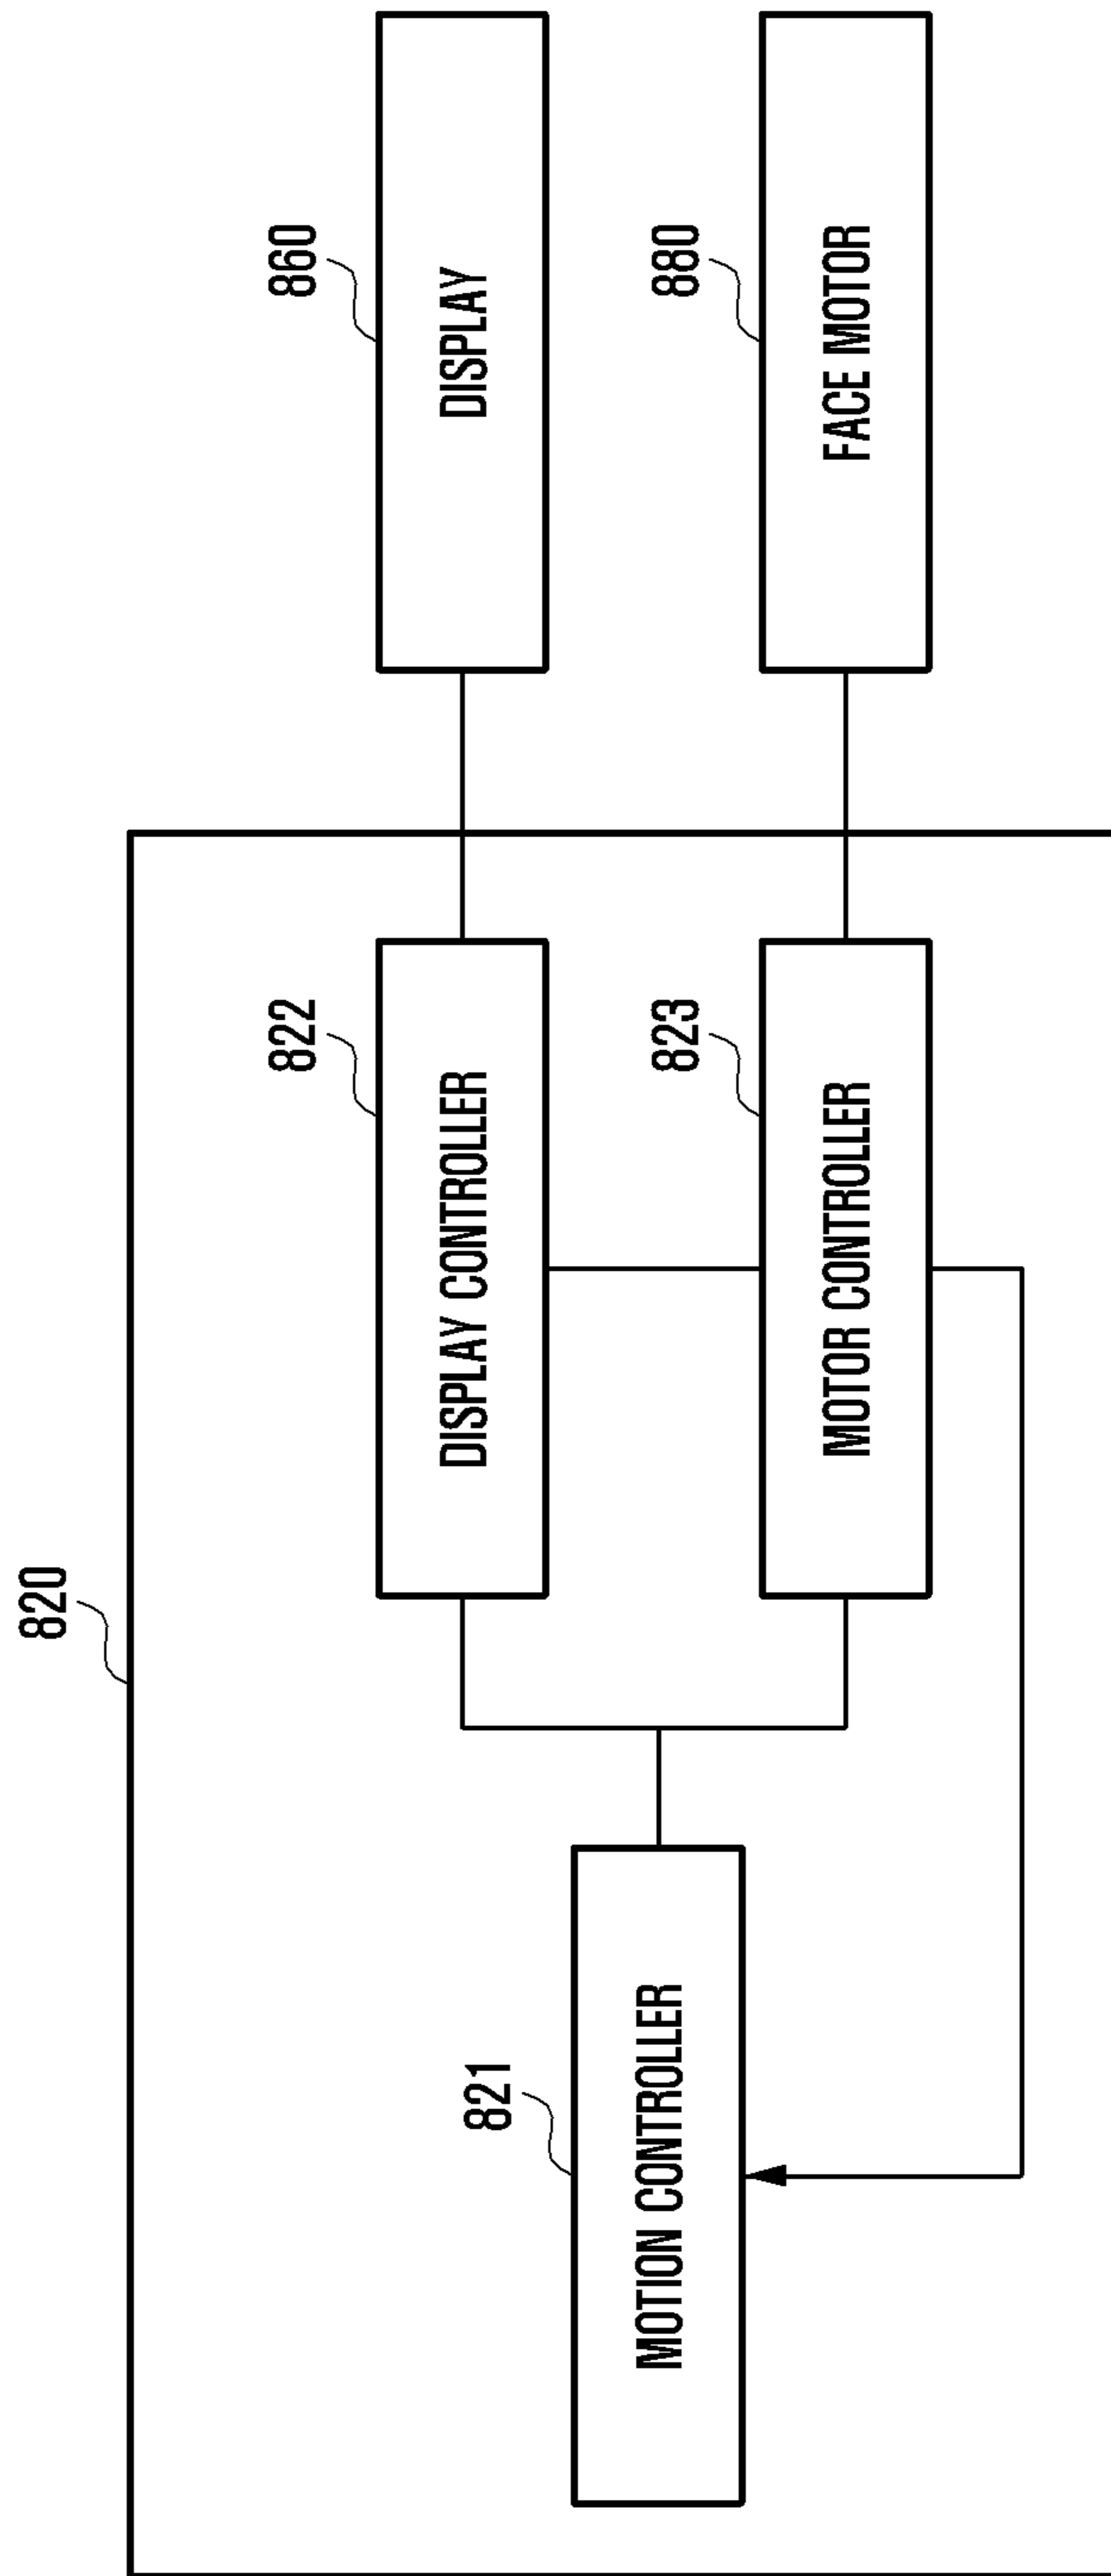 820
821
MOTION CONTROLLER
822
DISPLAY CONTROLLER
860
DISPLAY
823
MOTOR CONTROLLER
880
FACE MOTOR